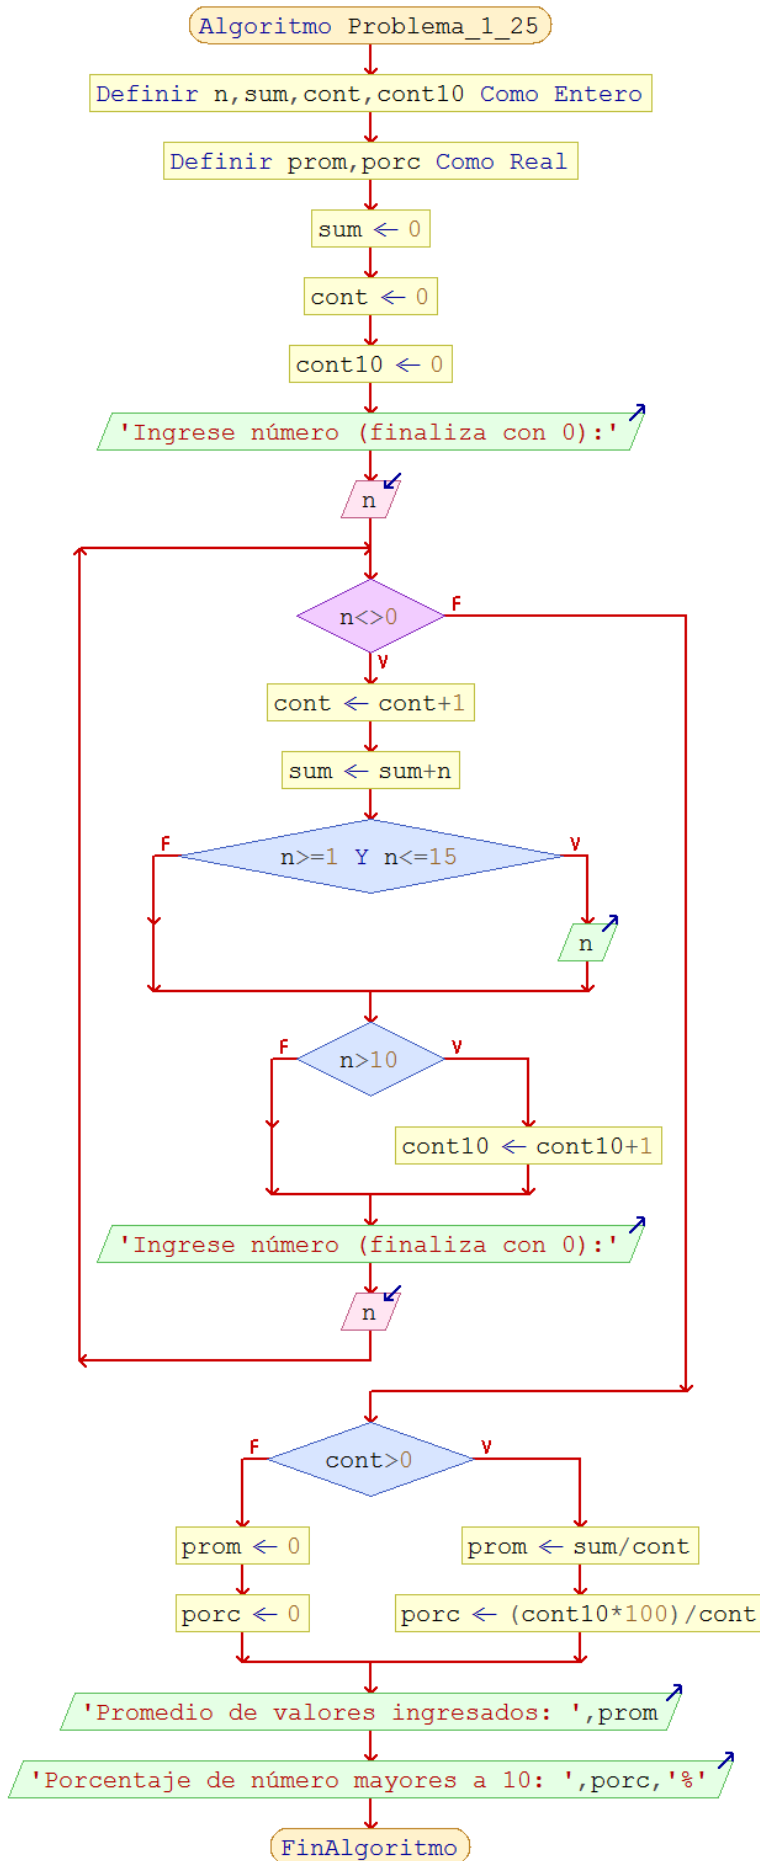 Algoritmo Problema_1_25
Definir n,sum,cont,cont10 Como Entero
Definir prom,porc Como Real
sum ← 0
cont ← 0
cont10 ← 0
'Ingrese número (finaliza con 0):'
n
n<>0
F
V
cont ← cont+1
sum ← sum+n
F
n>=1 Y n<=15
V
n
F
n>10
V
cont10 ← cont10+1
'Ingrese número (finaliza con 0):'
n
F
cont>0
V
prom ← 0
prom ← sum/cont
porc ← 0
porc ← (cont10*100)/cont
'Promedio de valores ingresados: ',prom
'Porcentaje de número mayores a 10: ',porc,'%'
FinAlgoritmo